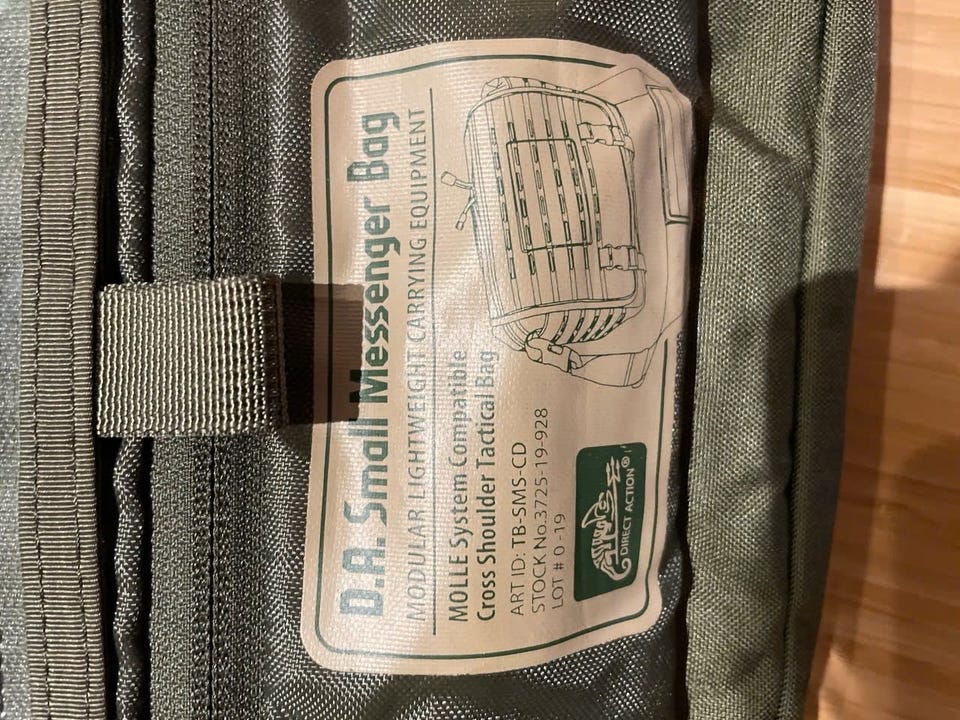 D.A. Small Messenger Bag
MODULAR LIGHTWEIGHT CARRYING EQUIPMENT
MOLLE System Compatible
Cross Shoulder Tactical Bag
ART ID: TB-SMS-CD
STOCK No.3725-19-928
LOT # 0 -19
DIRECT ACTION®